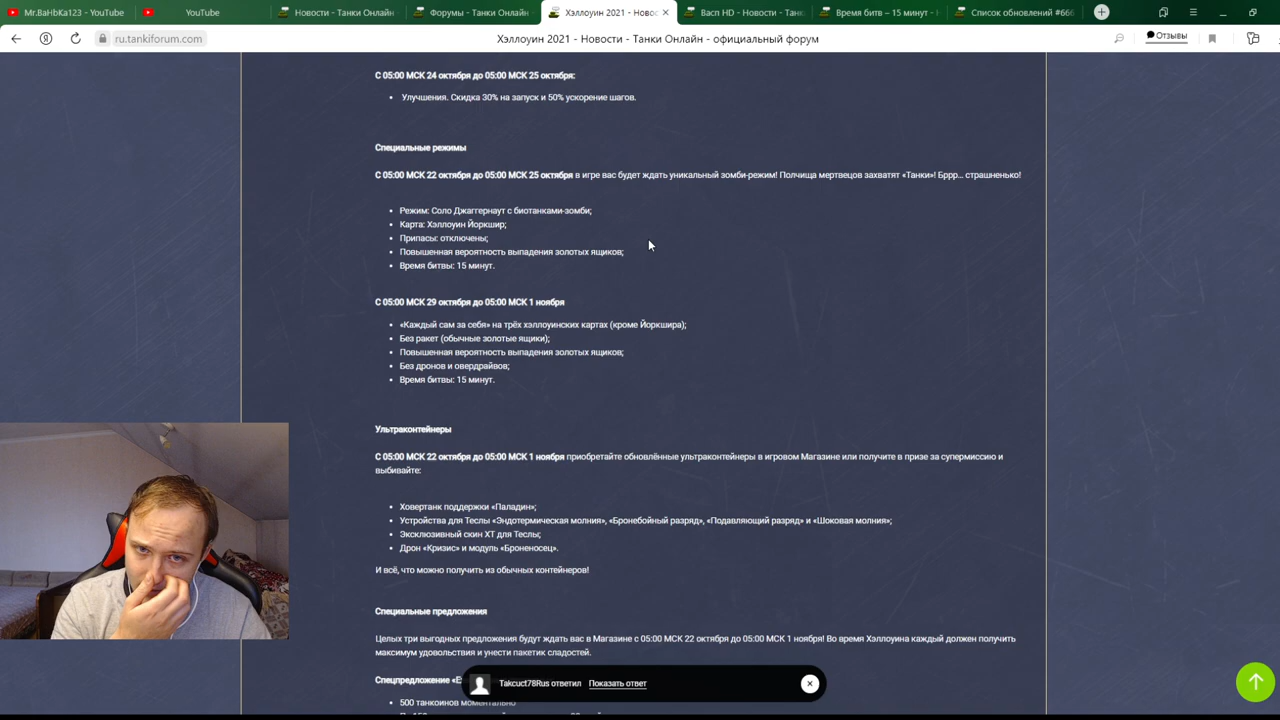 Mr.BaHbKa123 - YouTube
YouTube
Новости - Танки Онлайн
Форумы - Танки Онлайн
Хэллоуин 2021 - Новос
Васп HD - Новости - Танк
Время битв – 15 минут -
Список обновлений #666
ru.tankiforum.com
Хэллоуин 2021 - Новости - Танки Онлайн - официальный форум
Отзывы
С 05:00 МСК 24 октября до 05:00 МСК 25 октября:
Улучшения. Скидка 30% на запуск и 50% ускорение шагов.
Специальные режимы
С 05:00 МСК 22 октября до 05:00 МСК 25 октября в игре вас будет ждать уникальный зомби-режим! Полчища мертвецов захватят «Танки»! Бррр... страшненько!
Режим: Соло Джаггернаут с биотанками-зомби;
Карта: Хэллоуин Йоркшир;
Припасы: отключены;
Повышенная вероятность выпадения золотых ящиков;
Время битвы: 15 минут.
С 05:00 МСК 29 октября до 05:00 МСК 1 ноября
«Каждый сам за себя» на трёх хэллоуинских картах (кроме Йоркшира);
Без ракет (обычные золотые ящики);
Повышенная вероятность выпадения золотых ящиков;
Без дронов и овердрайвов;
Время битвы: 15 минут.
Ультраконтейнеры
С 05:00 МСК 22 октября до 05:00 МСК 1 ноября приобретайте обновлённые ультраконтейнеры в игровом Магазине или получите в призе за супермиссию и
выбивайте:
Ховертанк поддержки «Паладин»;
Устройства для Теслы «Эндотермическая молния», «Бронебойный разряд», «Подавляющий разряд» и «Шоковая молния»;
Эксклюзивный скин XT для Теслы;
Дрон «Кризис» и модуль «Броненосец».
И всё, что можно получить из обычных контейнеров!
Специальные предложения
Целых три выгодных предложения будут ждать вас в Магазине с 05:00 МСК 22 октября до 05:00 МСК 1 ноября! Во время Хэллоуина каждый должен получить
максимум удовольствия и унести пакетик сладостей.
Спецпредложение
Takcuct78Rus ответил Показать ответ
500 танкоинов моментально